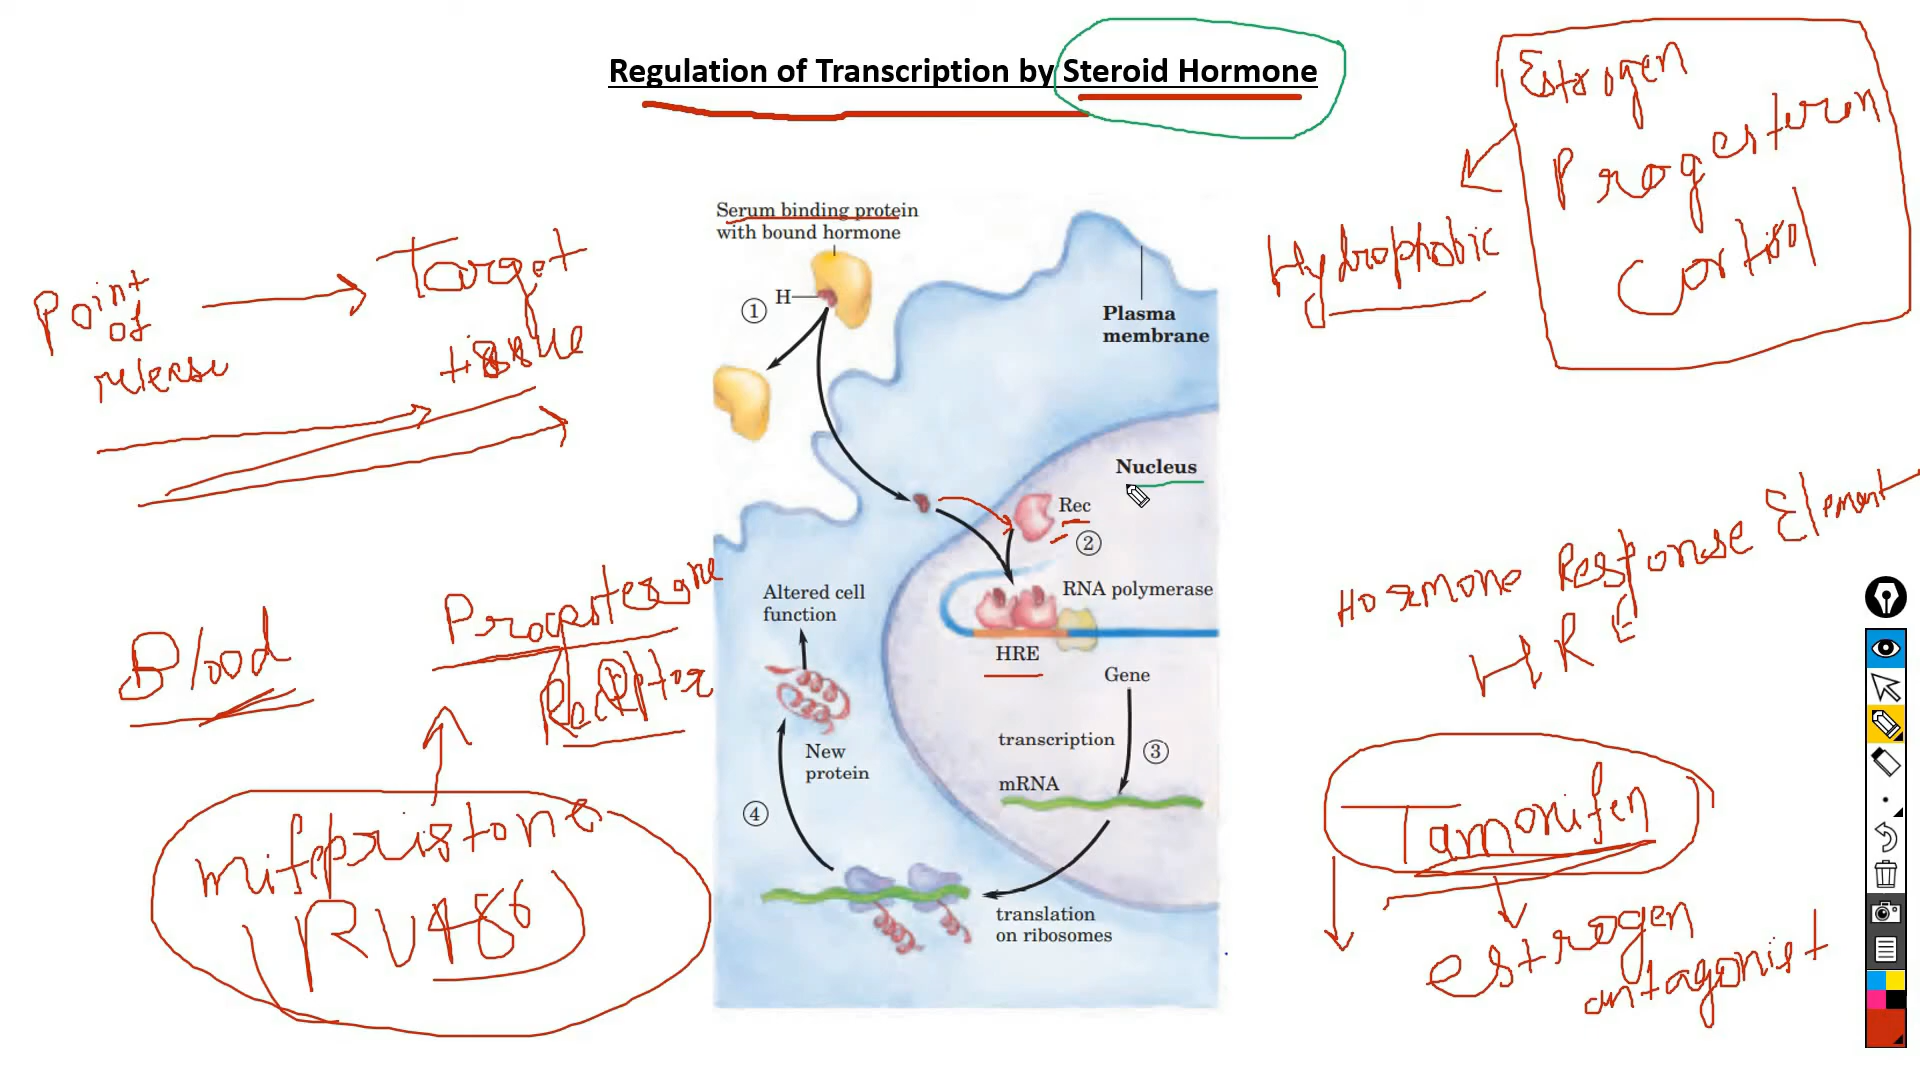 Regulation of Transcription by Steroid Hormone
Estrogen
Progesteron
Cortisol
Hydrophobic
Point
of
release
Target
tissue
Blood
Progesterone
Receptor
mifepristone
RU486
Serum binding protein
with bound hormone
① H
Plasma
membrane
Nucleus
Rec
②
RNA polymerase
HRE
Gene
transcription
③
mRNA
translation
on ribosomes
④
New
protein
Altered cell
function
Hormone Response Element
HRE
Tamonifen
estrogen
antagonist